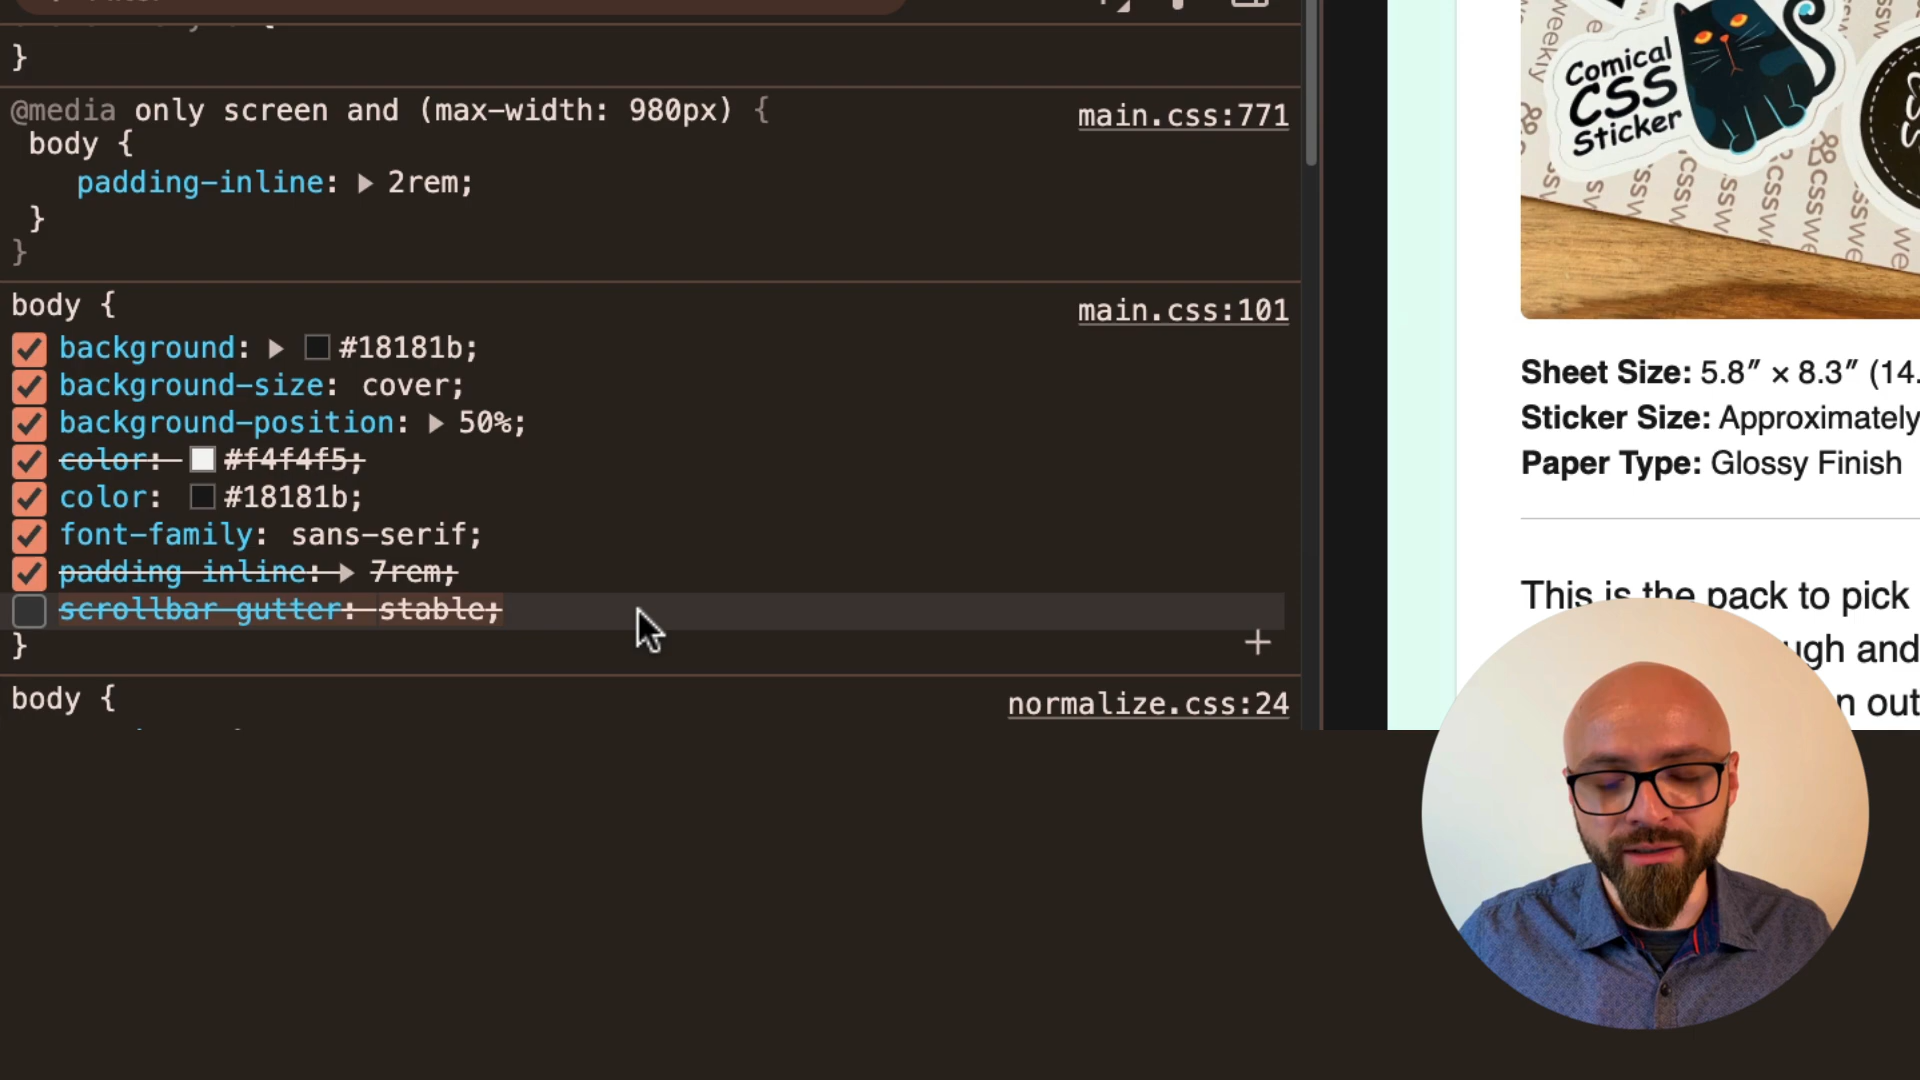 }
@media only screen and (max-width: 980px) {
body {
padding-inline: 2rem;
}
}
main.css:771
body {
main.css:101
background: #18181b;
background-size: cover;
background-position: 50%;
color: #f4f4f5;
color: #18181b;
font-family: sans-serif;
padding-inline: 7rem;
scrollbar-gutter: stable;
}
+
body {
normalize.css:24
Comical
CSS
Sticker
weekly
Sheet Size: 5.8″ × 8.3″ (14.
Sticker Size: Approximately
Paper Type: Glossy Finish
This is the pack to pick
ugh and
n out